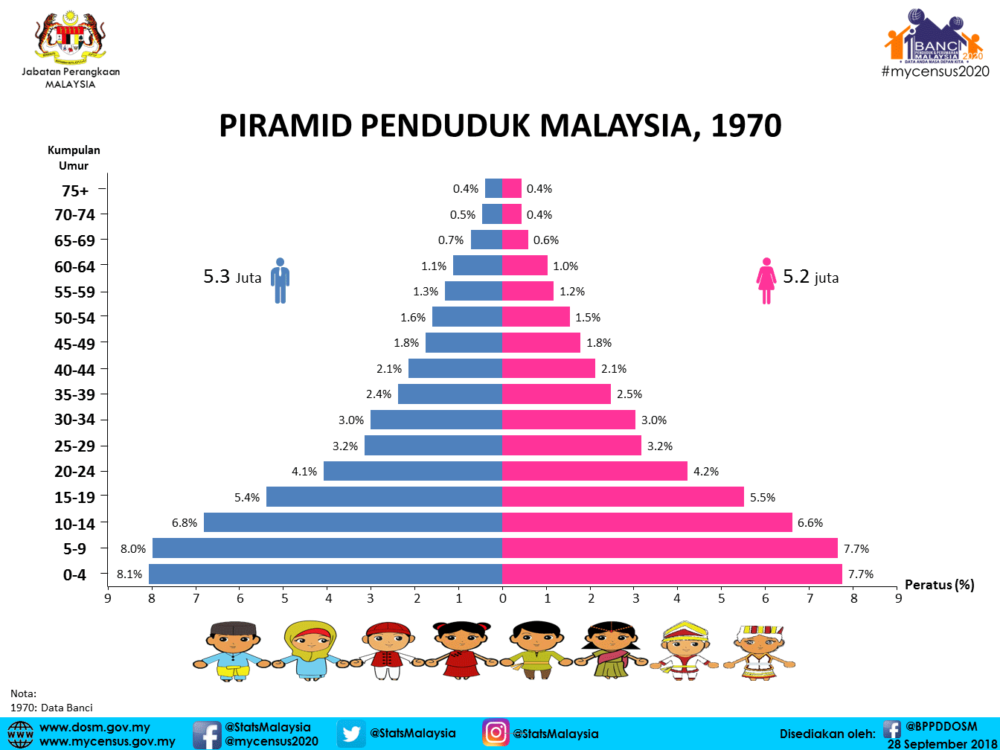 Jabatan Perangkaan
MALAYSIA
BANCI
PENDUDUK & PERUMAHAN
MALAYSIA 2020
DATA ANDA MASA DEPAN KITA
#mycensus2020
PIRAMID PENDUDUK MALAYSIA, 1970
Kumpulan
Umur
75+ 0.4% 0.4%
70-74 0.5% 0.4%
65-69 0.7% 0.6%
60-64 1.1% 1.0%
5.3 Juta 5.2 juta
55-59 1.3% 1.2%
50-54 1.6% 1.5%
45-49 1.8% 1.8%
40-44 2.1% 2.1%
35-39 2.4% 2.5%
30-34 3.0% 3.0%
25-29 3.2% 3.2%
20-24 4.1% 4.2%
15-19 5.4% 5.5%
10-14 6.8% 6.6%
5-9 8.0% 7.7%
0-4 8.1% 7.7%
9 8 7 6 5 4 3 2 1 0 1 2 3 4 5 6 7 8 9
Peratus (%)
Nota:
1970: Data Banci
www.dosm.gov.my
www.mycensus.gov.my
@StatsMalaysia
@mycensus2020
@StatsMalaysia
@StatsMalaysia
Disediakan oleh:
@BPPDDOSM
28 September 2018